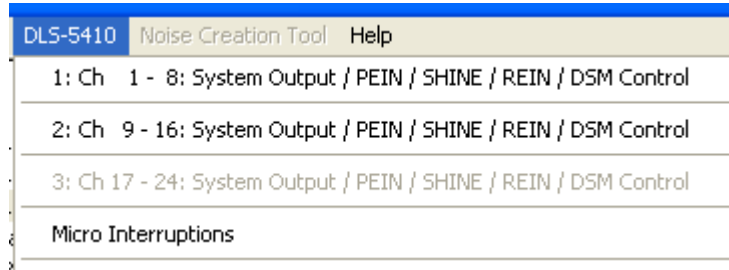 DLS-5410 Noise Creation Tool Help
1: Ch 1 - 8: System Output / PEIN / SHINE / REIN / DSM Control
2: Ch 9 - 16: System Output / PEIN / SHINE / REIN / DSM Control
3: Ch 17 - 24: System Output / PEIN / SHINE / REIN / DSM Control
Micro Interruptions